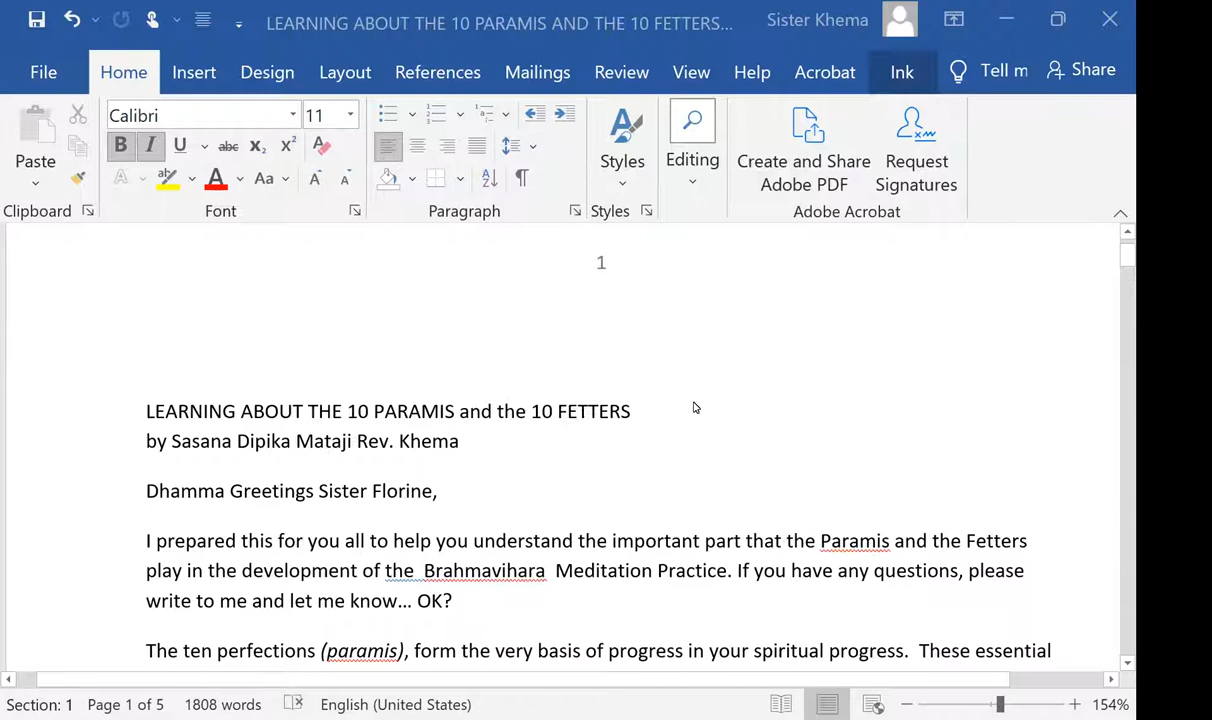 LEARNING ABOUT THE 10 PARAMIS AND THE 10 FETTERS... Sister Khema
File Home Insert Design Layout References Mailings Review View Help Acrobat Ink Tell m Share
Calibri 11
B I U abc X₂ X²
Paste
A ab A Aa A A
Styles
Editing
Create and Share Adobe PDF
Request Signatures
Clipboard Font Paragraph Styles Adobe Acrobat
1
LEARNING ABOUT THE 10 PARAMIS and the 10 FETTERS
by Sasana Dipika Mataji Rev. Khema
Dhamma Greetings Sister Florine,
I prepared this for you all to help you understand the important part that the Paramis and the Fetters
play in the development of the Brahmavihara Meditation Practice. If you have any questions, please
write to me and let me know... OK?
The ten perfections (paramis), form the very basis of progress in your spiritual progress. These essential
Section: 1 Page 1 of 5 1808 words English (United States) 154%